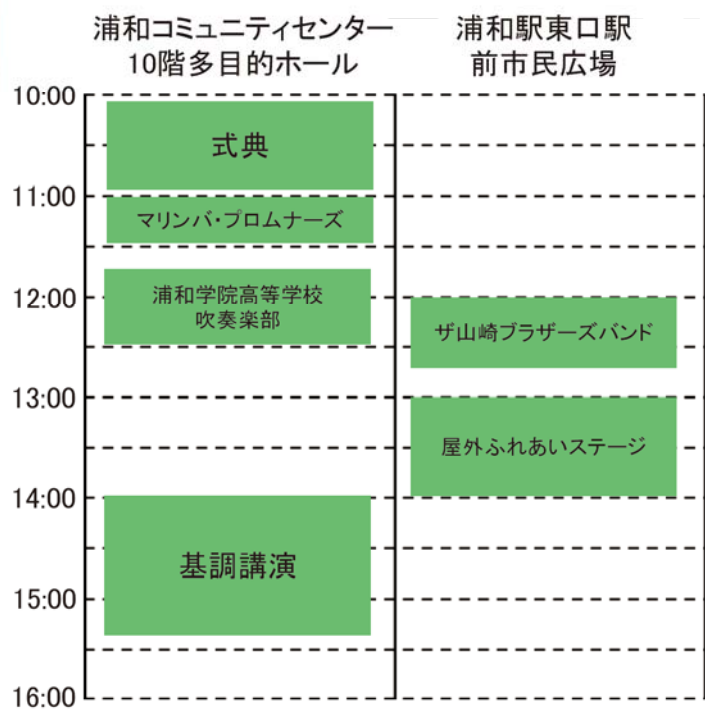 浦和コミュニティセンター
10階多目的ホール
浦和駅東口駅
前市民広場
10:00
式典
11:00
マリンバ・プロムナーズ
12:00
浦和学院高等学校
吹奏楽部
ザ山崎ブラザーズバンド
13:00
屋外ふれあいステージ
14:00
基調講演
15:00
16:00